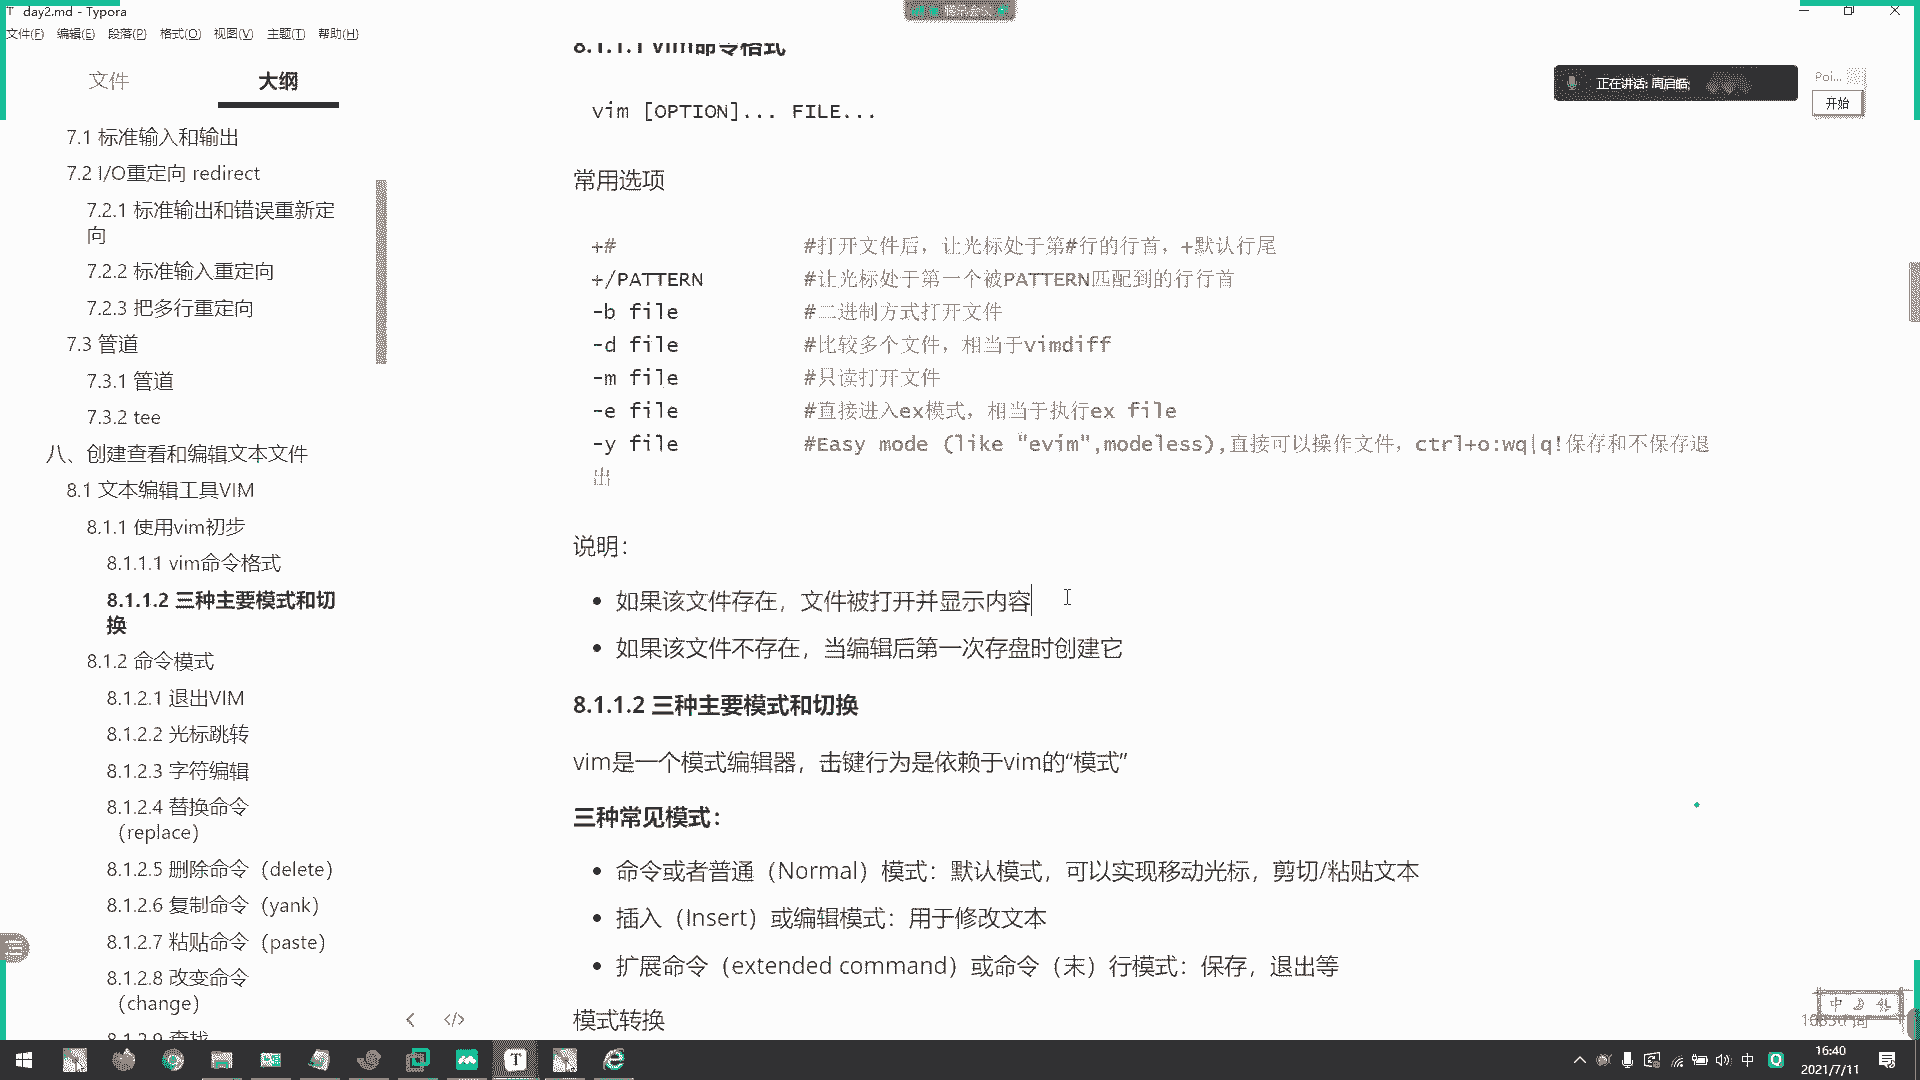 day2.md - Typora
文件(F) 编辑(E) 段落(P) 格式(O) 视图(V) 主题(T) 帮助(H)
文件 大纲
7.1 标准输入和输出
7.2 I/O重定向 redirect
7.2.1 标准输出和错误重新定
向
7.2.2 标准输入重定向
7.2.3 把多行重定向
7.3 管道
7.3.1 管道
7.3.2 tee
八、创建查看和编辑文本文件
8.1 文本编辑工具VIM
8.1.1 使用vim初步
8.1.1.1 vim命令格式
8.1.1.2 三种主要模式和切
换
8.1.2 命令模式
8.1.2.1 退出VIM
8.1.2.2 光标跳转
8.1.2.3 字符编辑
8.1.2.4 替换命令
（replace）
8.1.2.5 删除命令（delete）
8.1.2.6 复制命令（yank）
8.1.2.7 粘贴命令（paste）
8.1.2.8 改变命令
（change）
8.1.2.9 查找
8.1.1.1 vim命令格式
vim [OPTION]... FILE...
常用选项
+# #打开文件后，让光标处于第#行的行首，+默认行尾
+/PATTERN #让光标处于第一个被PATTERN匹配到的行行首
-b file #二进制方式打开文件
-d file #比较多个文件，相当于vimdiff
-m file #只读打开文件
-e file #直接进入ex模式，相当于执行ex file
-y file #Easy mode (like "evim",modeless),直接可以操作文件，ctrl+o:wq|q!保存和不保存退
出
说明：
如果该文件存在，文件被打开并显示内容
如果该文件不存在，当编辑后第一次存盘时创建它
8.1.1.2 三种主要模式和切换
vim是一个模式编辑器，击键行为是依赖于vim的“模式”
三种常见模式：
命令或者普通（Normal）模式：默认模式，可以实现移动光标，剪切/粘贴文本
插入（Insert）或编辑模式：用于修改文本
扩展命令（extended command）或命令（末）行模式：保存，退出等
模式转换
正在讲话: 周启皓;
Poi...
开始
中
中
16:40
2021/7/11